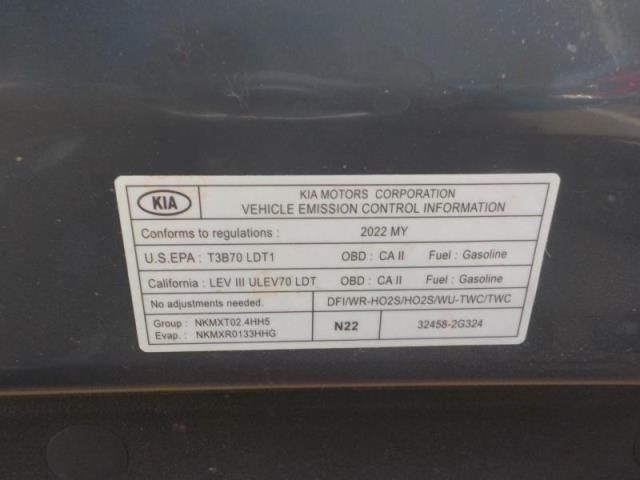 KIA
KIA MOTORS CORPORATION
VEHICLE EMISSION CONTROL INFORMATION
Conforms to regulations : 2022 MY
U.S.EPA : T3B70 LDT1 OBD : CA II Fuel : Gasoline
California : LEV III ULEV70 LDT OBD : CA II Fuel : Gasoline
No adjustments needed. DFI/WR-HO2S/HO2S/WU-TWC/TWC
Group : NKMXT02.4HH5
Evap. : NKMXR0133HHG
N22 32458-2G324